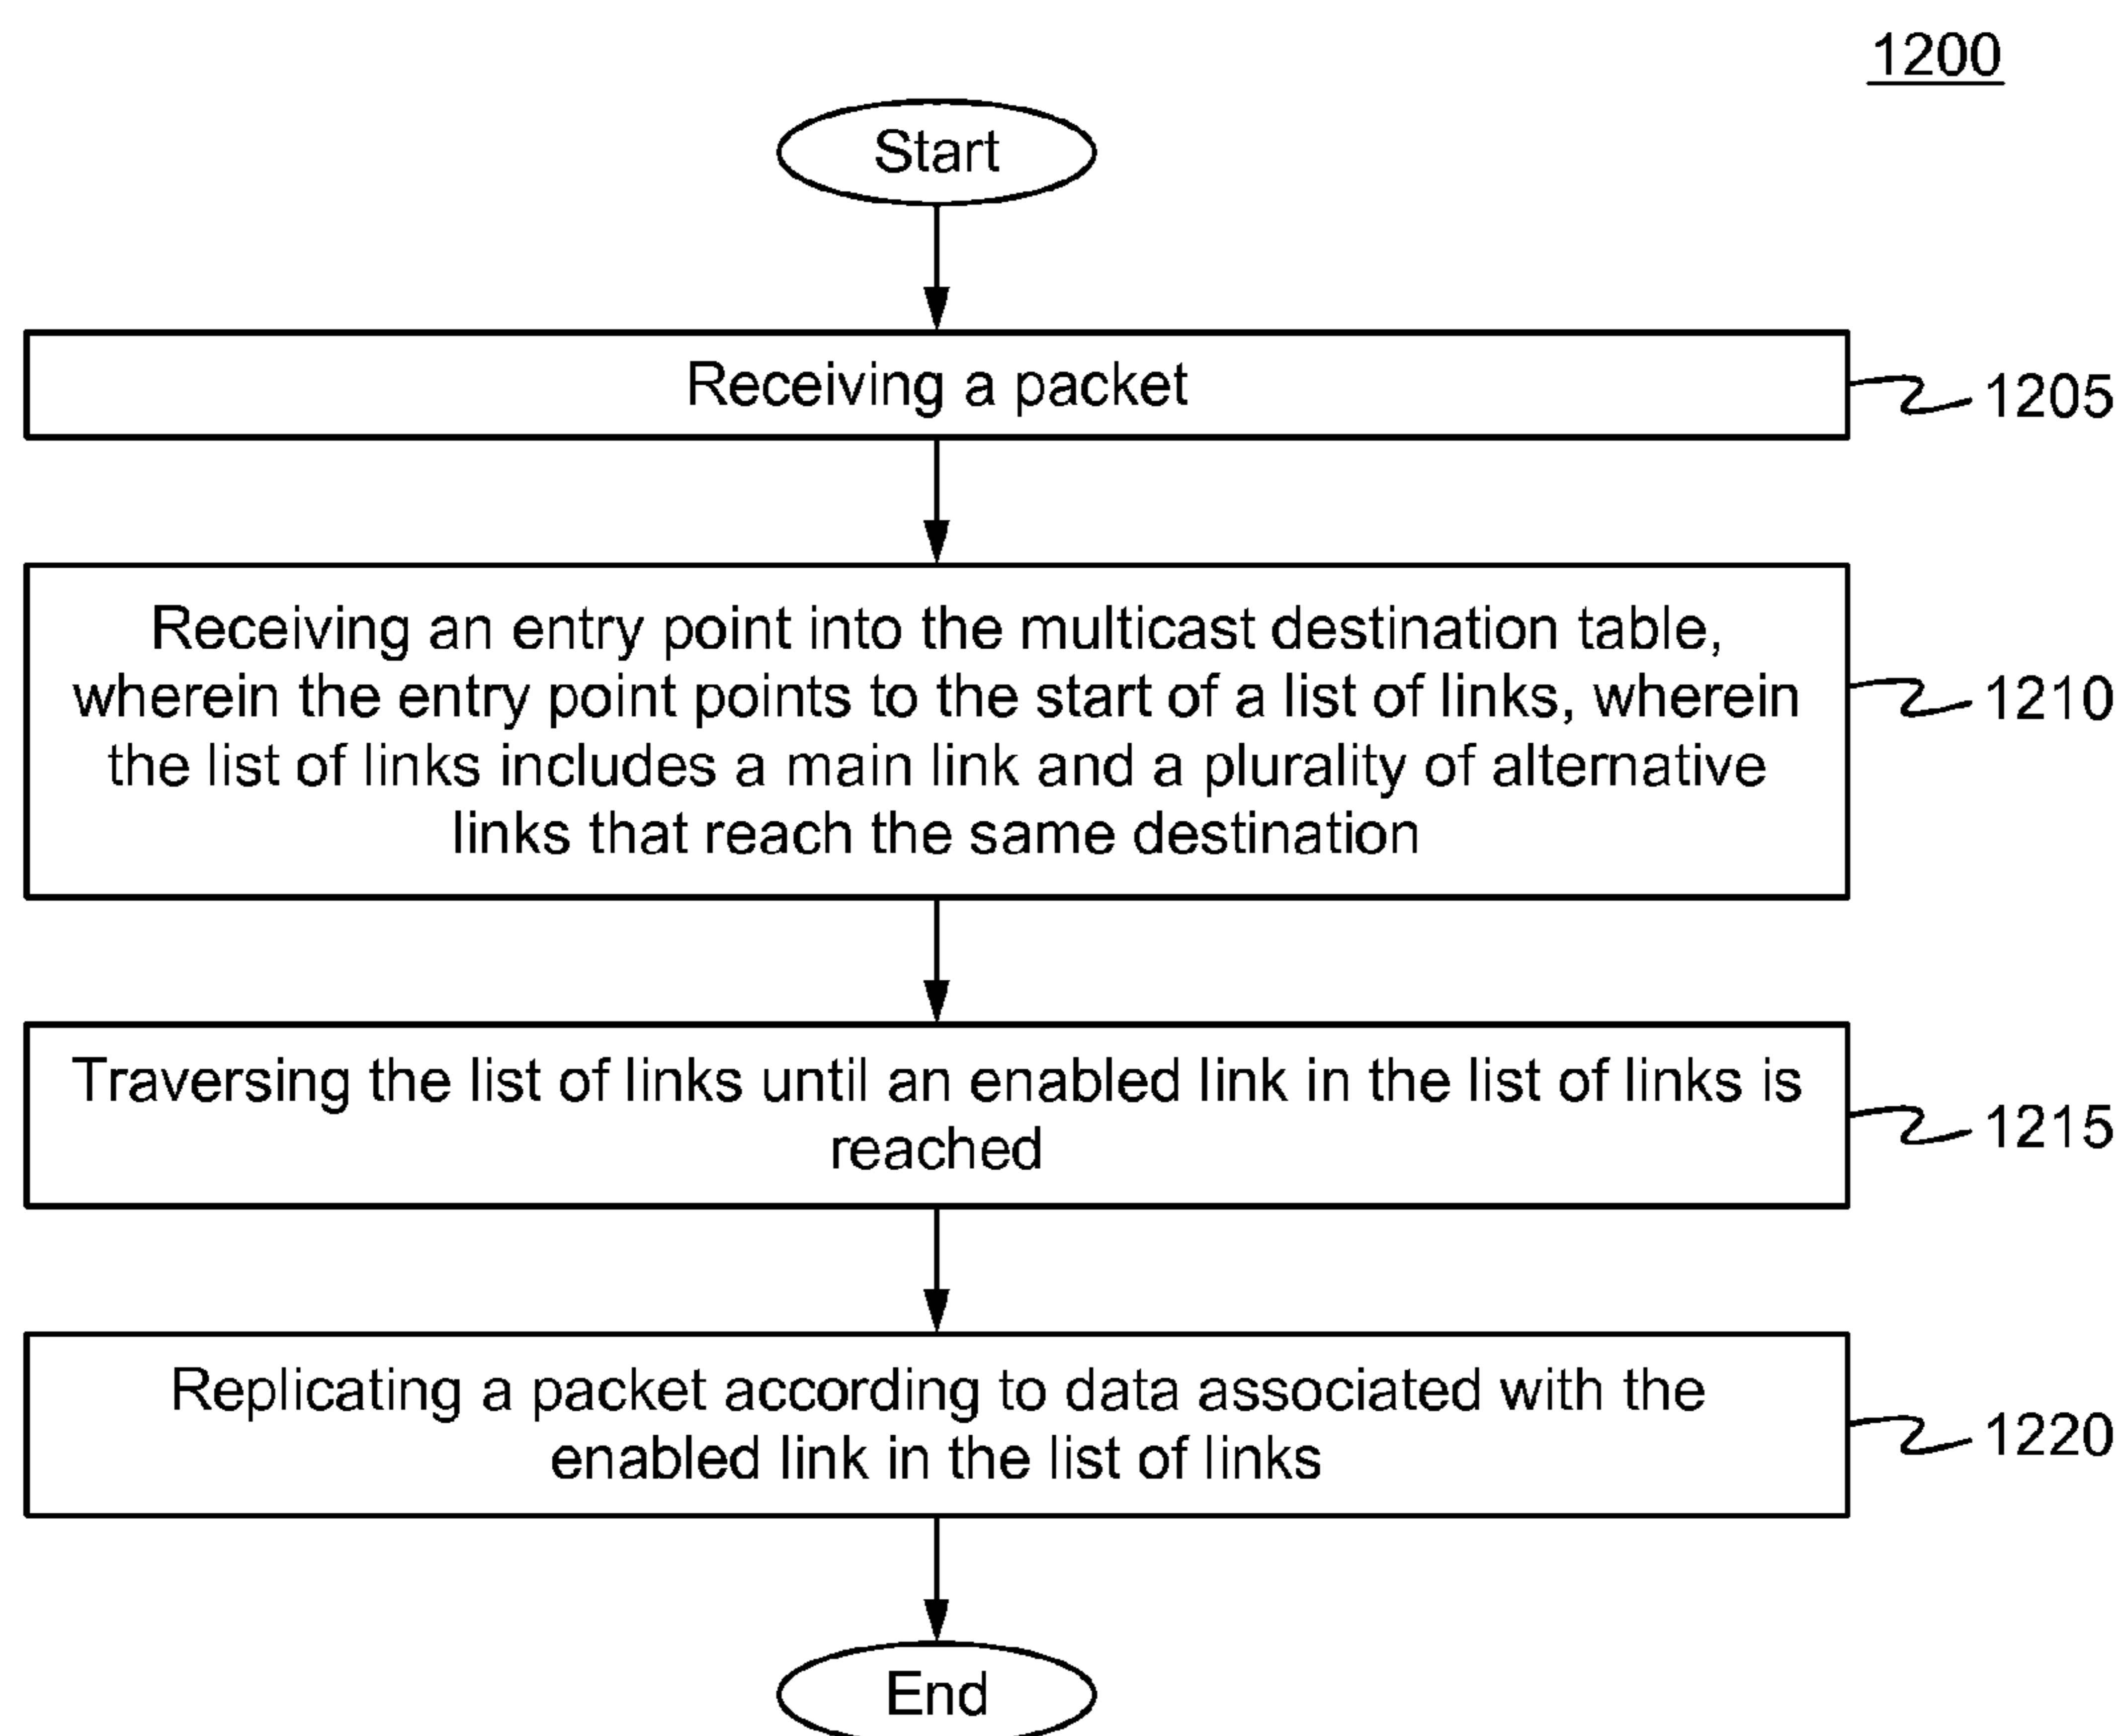 1200
Start
Receiving a packet
1205
Receiving an entry point into the multicast destination table,
wherein the entry point points to the start of a list of links, wherein
the list of links includes a main link and a plurality of alternative
links that reach the same destination
1210
Traversing the list of links until an enabled link in the list of links is
reached
1215
Replicating a packet according to data associated with the
enabled link in the list of links
1220
End